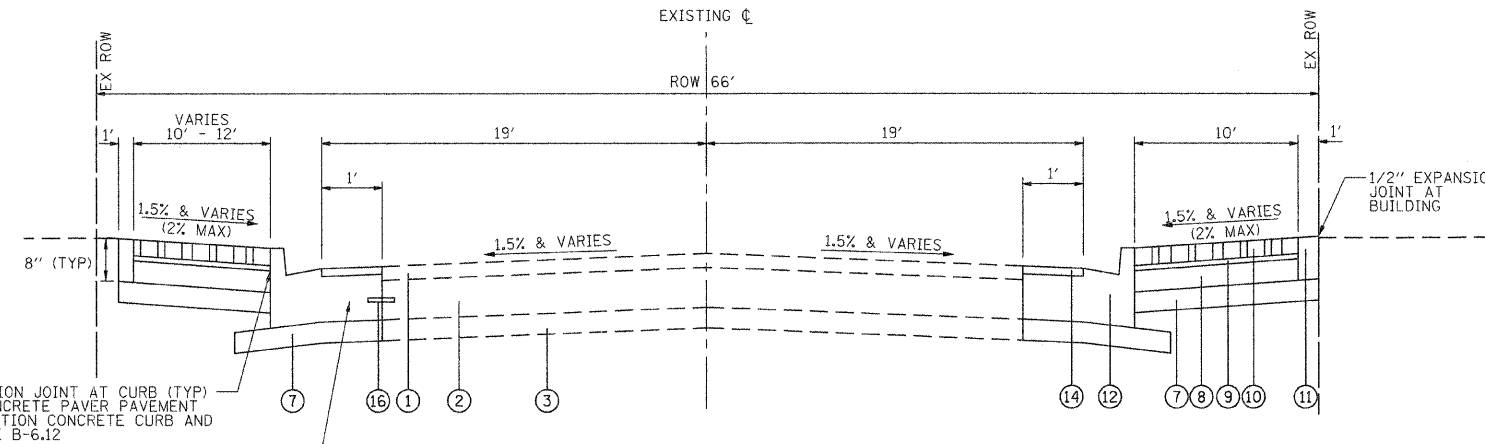 EXISTING ℄
EX ROW
EX ROW
ROW 66'
VARIES
10' - 12'
1'
19'
19'
10'
1'
1'
1'
1/2" EXPANSIO
JOINT AT
BUILDING
1.5% & VARIES
(2% MAX)
1.5% & VARIES
1.5% & VARIES
1.5% & VARIES
(2% MAX)
8" (TYP)
ION JOINT AT CURB (TYP)
NCRETE PAVER PAVEMENT
TION CONCRETE CURB AND
B-6.12
7
16
1
2
3
14
12
7
8
9
10
11